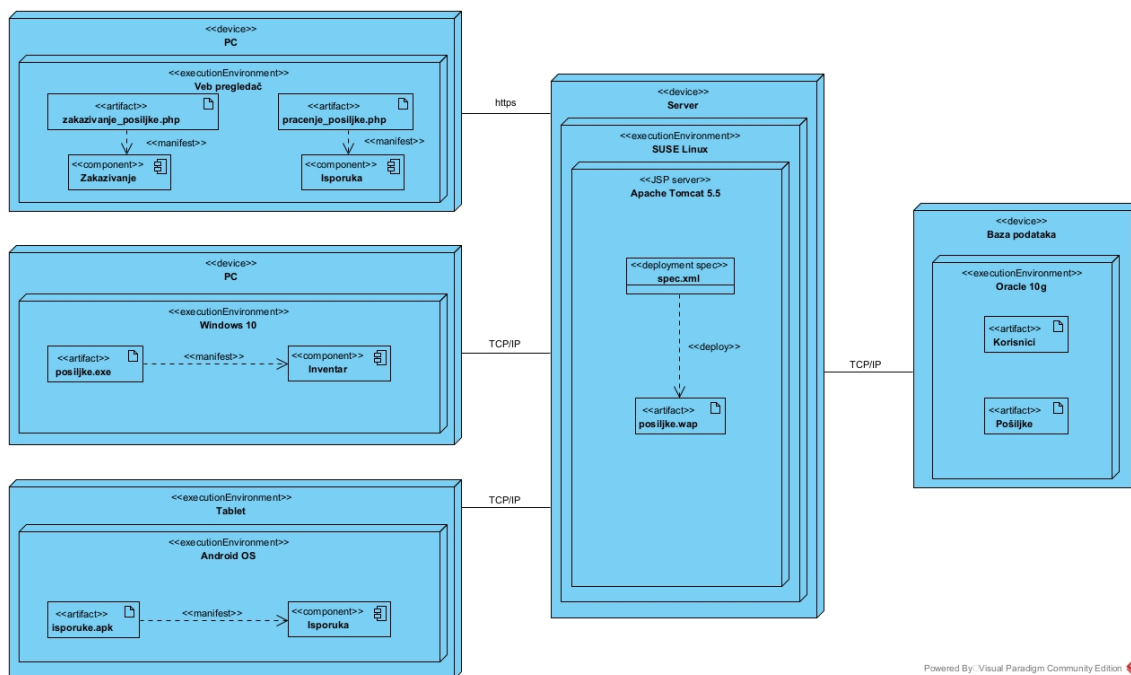 <<device>>
PC
<<executionEnvironment>>
Veb pregledač
<<artifact>>
zakazivanje_posiljke.php
<<artifact>>
pracenje_posiljke.php
<<manifest>>
<<manifest>>
<<component>>
Zakazivanje
<<component>>
Isporuka
https
<<device>>
PC
<<executionEnvironment>>
Windows 10
<<artifact>>
posiljke.exe
<<manifest>>
<<component>>
Inventar
TCP/IP
<<executionEnvironment>>
Tablet
<<executionEnvironment>>
Android OS
<<artifact>>
isporuke.apk
<<manifest>>
<<component>>
Isporuka
TCP/IP
<<device>>
Server
<<executionEnvironment>>
SUSE Linux
<<JSP server>>
Apache Tomcat 5.5
<<deployment spec>>
spec.xml
<<deploy>>
<<artifact>>
posiljke.wap
TCP/IP
<<device>>
Baza podataka
<<executionEnvironment>>
Oracle 10g
<<artifact>>
Korisnici
<<artifact>>
Pošiljke
Powered By Visual Paradigm Community Edition